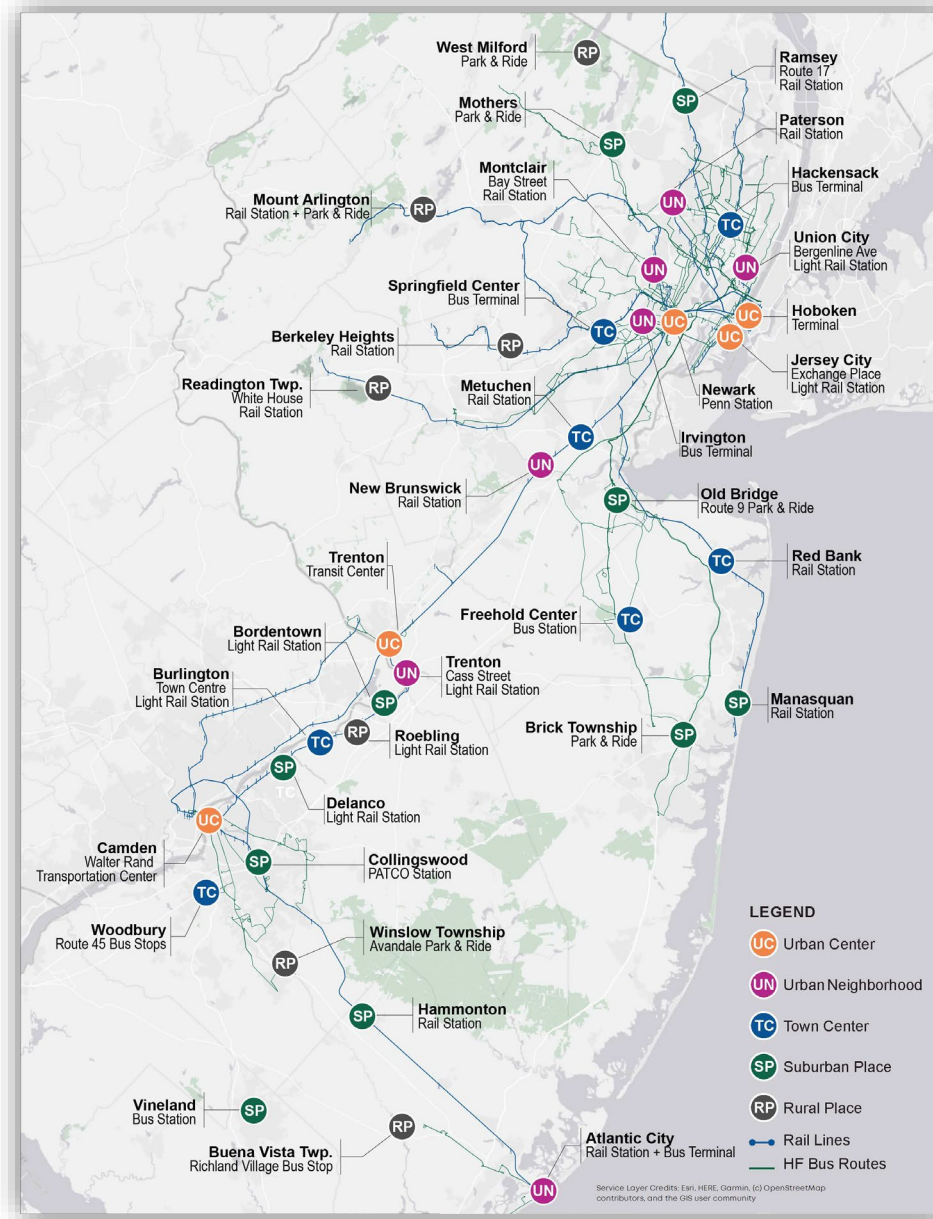 West Milford
Park & Ride
RP
Ramsey
Route 17
Rail Station
SP
Mothers
Park & Ride
SP
Paterson
Rail Station
UN
Montclair
Bay Street
Rail Station
UN
Hackensack
Bus Terminal
TC
Mount Arlington
Rail Station + Park & Ride
RP
Union City
Bergenline Ave
Light Rail Station
UN
Springfield Center
Bus Terminal
TC
UN
UC
UC
UC
Hoboken
Terminal
Berkeley Heights
Rail Station
RP
Jersey City
Exchange Place
Light Rail Station
Readington Twp.
White House
Rail Station
RP
Metuchen
Rail Station
TC
Newark
Penn Station
Irvington
Bus Terminal
New Brunswick
Rail Station
UN
Old Bridge
Route 9 Park & Ride
SP
Trenton
Transit Center
UC
Red Bank
Rail Station
TC
Freehold Center
Bus Station
TC
Bordentown
Light Rail Station
SP
Trenton
Cass Street
Light Rail Station
UN
Burlington
Town Centre
Light Rail Station
TC
RP
Roebling
Light Rail Station
Manasquan
Rail Station
SP
Brick Township
Park & Ride
SP
SP
TC
Delanco
Light Rail Station
UC
Camden
Walter Rand
Transportation Center
SP
Collingswood
PATCO Station
TC
Woodbury
Route 45 Bus Stops
Winslow Township
Avandale Park & Ride
RP
SP
Hammonton
Rail Station
Vineland
Bus Station
SP
Buena Vista Twp.
Richland Village Bus Stop
RP
Atlantic City
Rail Station + Bus Terminal
UN
LEGEND
UC Urban Center
UN Urban Neighborhood
TC Town Center
SP Suburban Place
RP Rural Place
Rail Lines
HF Bus Routes
Service Layer Credits: Esri, HERE, Garmin, (c) OpenStreetMap
contributors, and the GIS user community